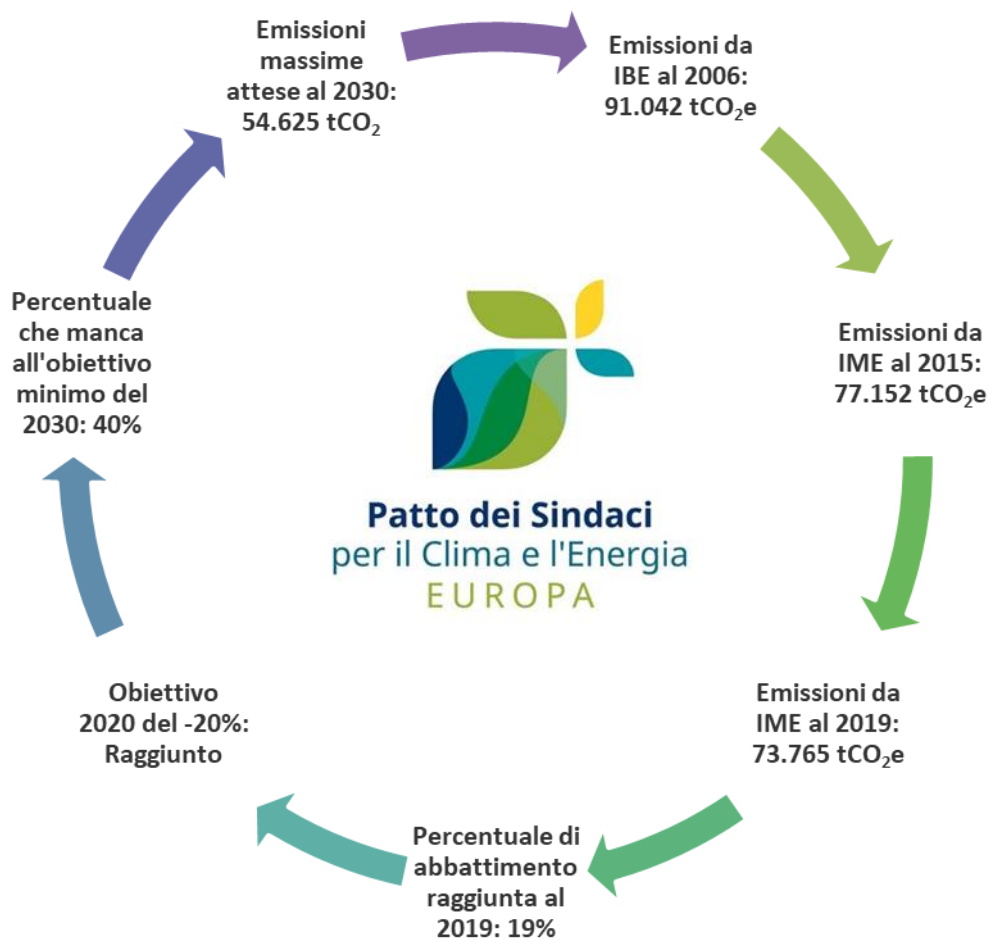 Emissioni
massime
attese al 2030:
54.625 tCO₂
Emissioni da
IBE al 2006:
91.042 tCO₂e
Emissioni da
IME al 2015:
77.152 tCO₂e
Emissioni da
IME al 2019:
73.765 tCO₂e
Percentuale di
abbattimento
raggiunta al
2019: 19%
Obiettivo
2020 del -20%:
Raggiunto
Percentuale
che manca
all'obiettivo
minimo del
2030: 40%
Patto dei Sindaci
per il Clima e l'Energia
EUROPA